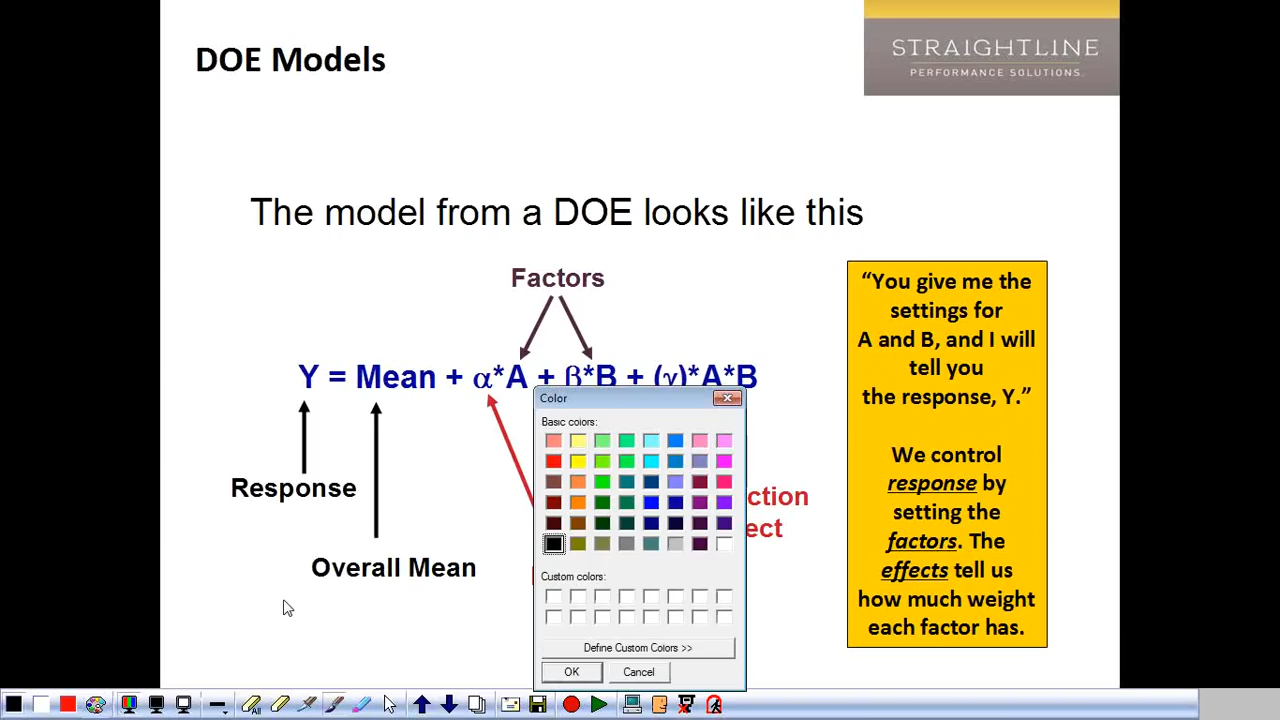 DOE Models
STRAIGHTLINE
PERFORMANCE SOLUTIONS.
The model from a DOE looks like this
Factors
Y = Mean + α*A + β*B + (γ)*A*B
Response
Overall Mean
ction
ect
Color
Basic colors:
Custom colors:
Define Custom Colors >>
OK
Cancel
“You give me the
settings for
A and B, and I will
tell you
the response, Y.”
We control
response by
setting the
factors. The
effects tell us
how much weight
each factor has.
All